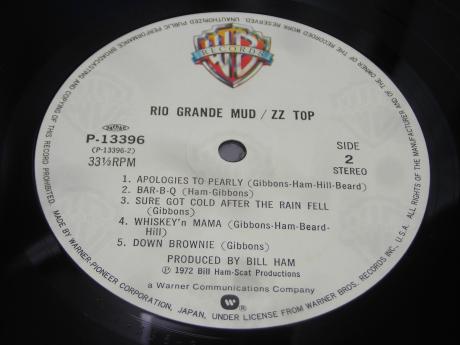 WB
RECORDS
RIO GRANDE MUD / ZZ TOP
P-13396
(P-13396-2)
33⅓RPM
SIDE
2
STEREO
1. APOLOGIES TO PEARLY (Gibbons-Ham-Hill-Beard)
2. BAR-B-Q (Ham-Gibbons)
3. SURE GOT COLD AFTER THE RAIN FELL
(Gibbons)
4. WHISKEY'n MAMA (Gibbons-Ham-Beard-
Hill)
5. DOWN BROWNIE (Gibbons)
PRODUCED BY BILL HAM
Ⓟ 1972 Bill Ham-Scat Productions
a Warner Communications Company
®
MADE BY WARNER-PIONEER CORPORATION, JAPAN, UNDER LICENSE FROM WARNER BROS. RECORDS INC., U.S.A. ALL RIGHTS OF THE MANUFACTURER AND OF THE OWNER OF THE RECORDED WORK RESERVED. UNAUTHORIZED PUBLIC PERFORMANCE BROADCASTING AND COPYING OF THIS RECORD PROHIBITED.